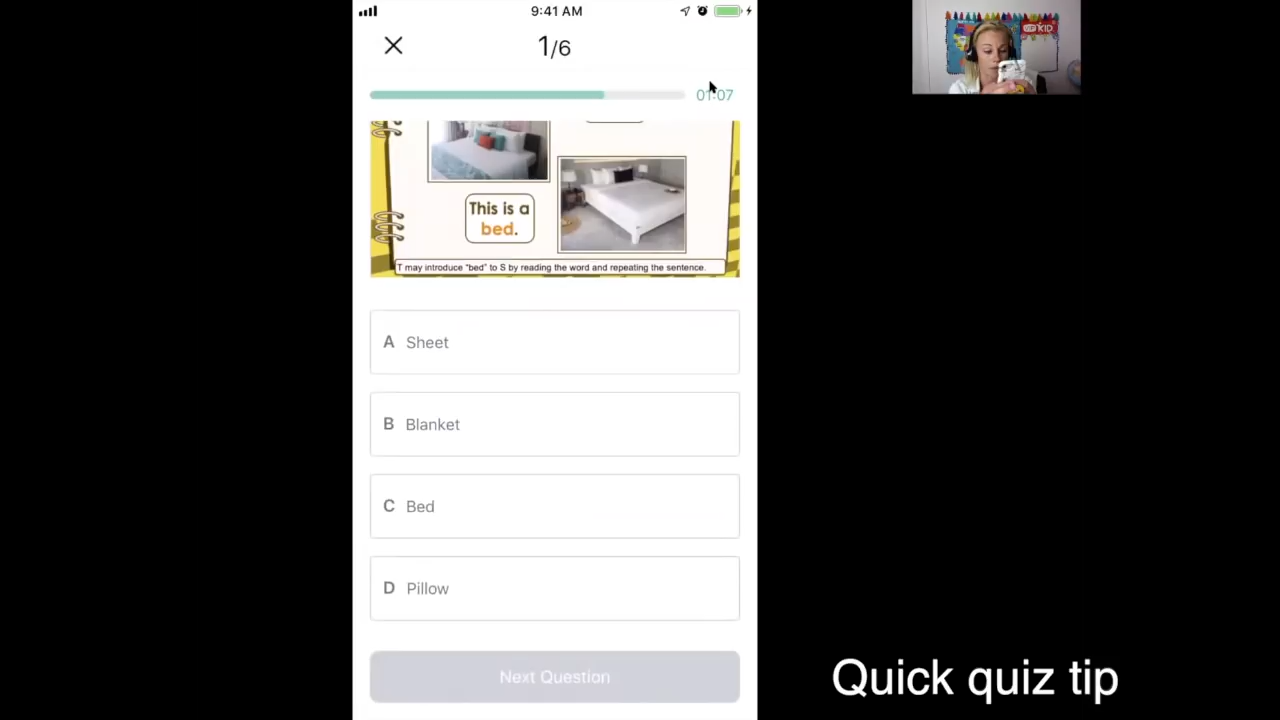 9:41 AM
1/6
01:07
This is a
bed.
T may introduce "bed" to S by reading the word and repeating the sentence.
A Sheet
B Blanket
C Bed
D Pillow
Next Question
VIPKID
Quick quiz tip